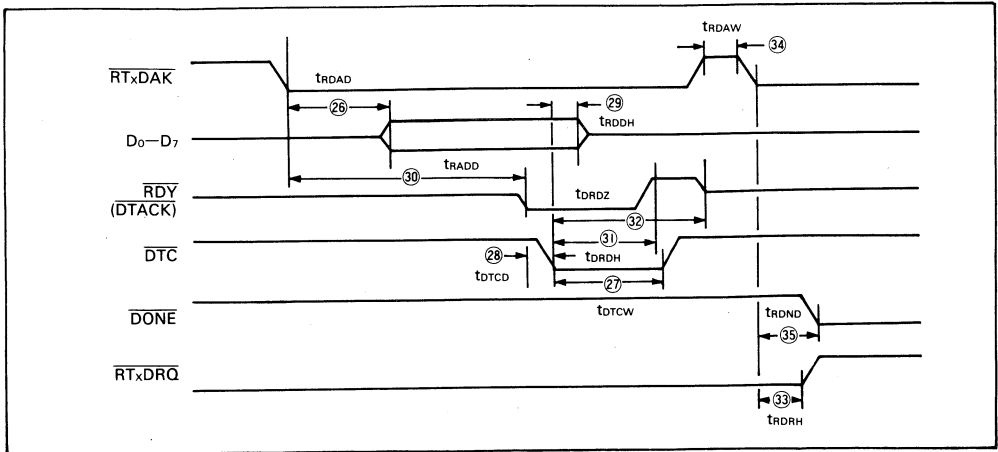 tRDAW
34
RTxDAK
tRDAD
26
29
tRDDH
D0—D7
tRADD
30
RDY
(DTACK)
tDRDZ
32
31
DTC
28
tDRDH
tDTCD
27
tDTCW
DONE
tRDND
35
RTxDRQ
33
tRDRH